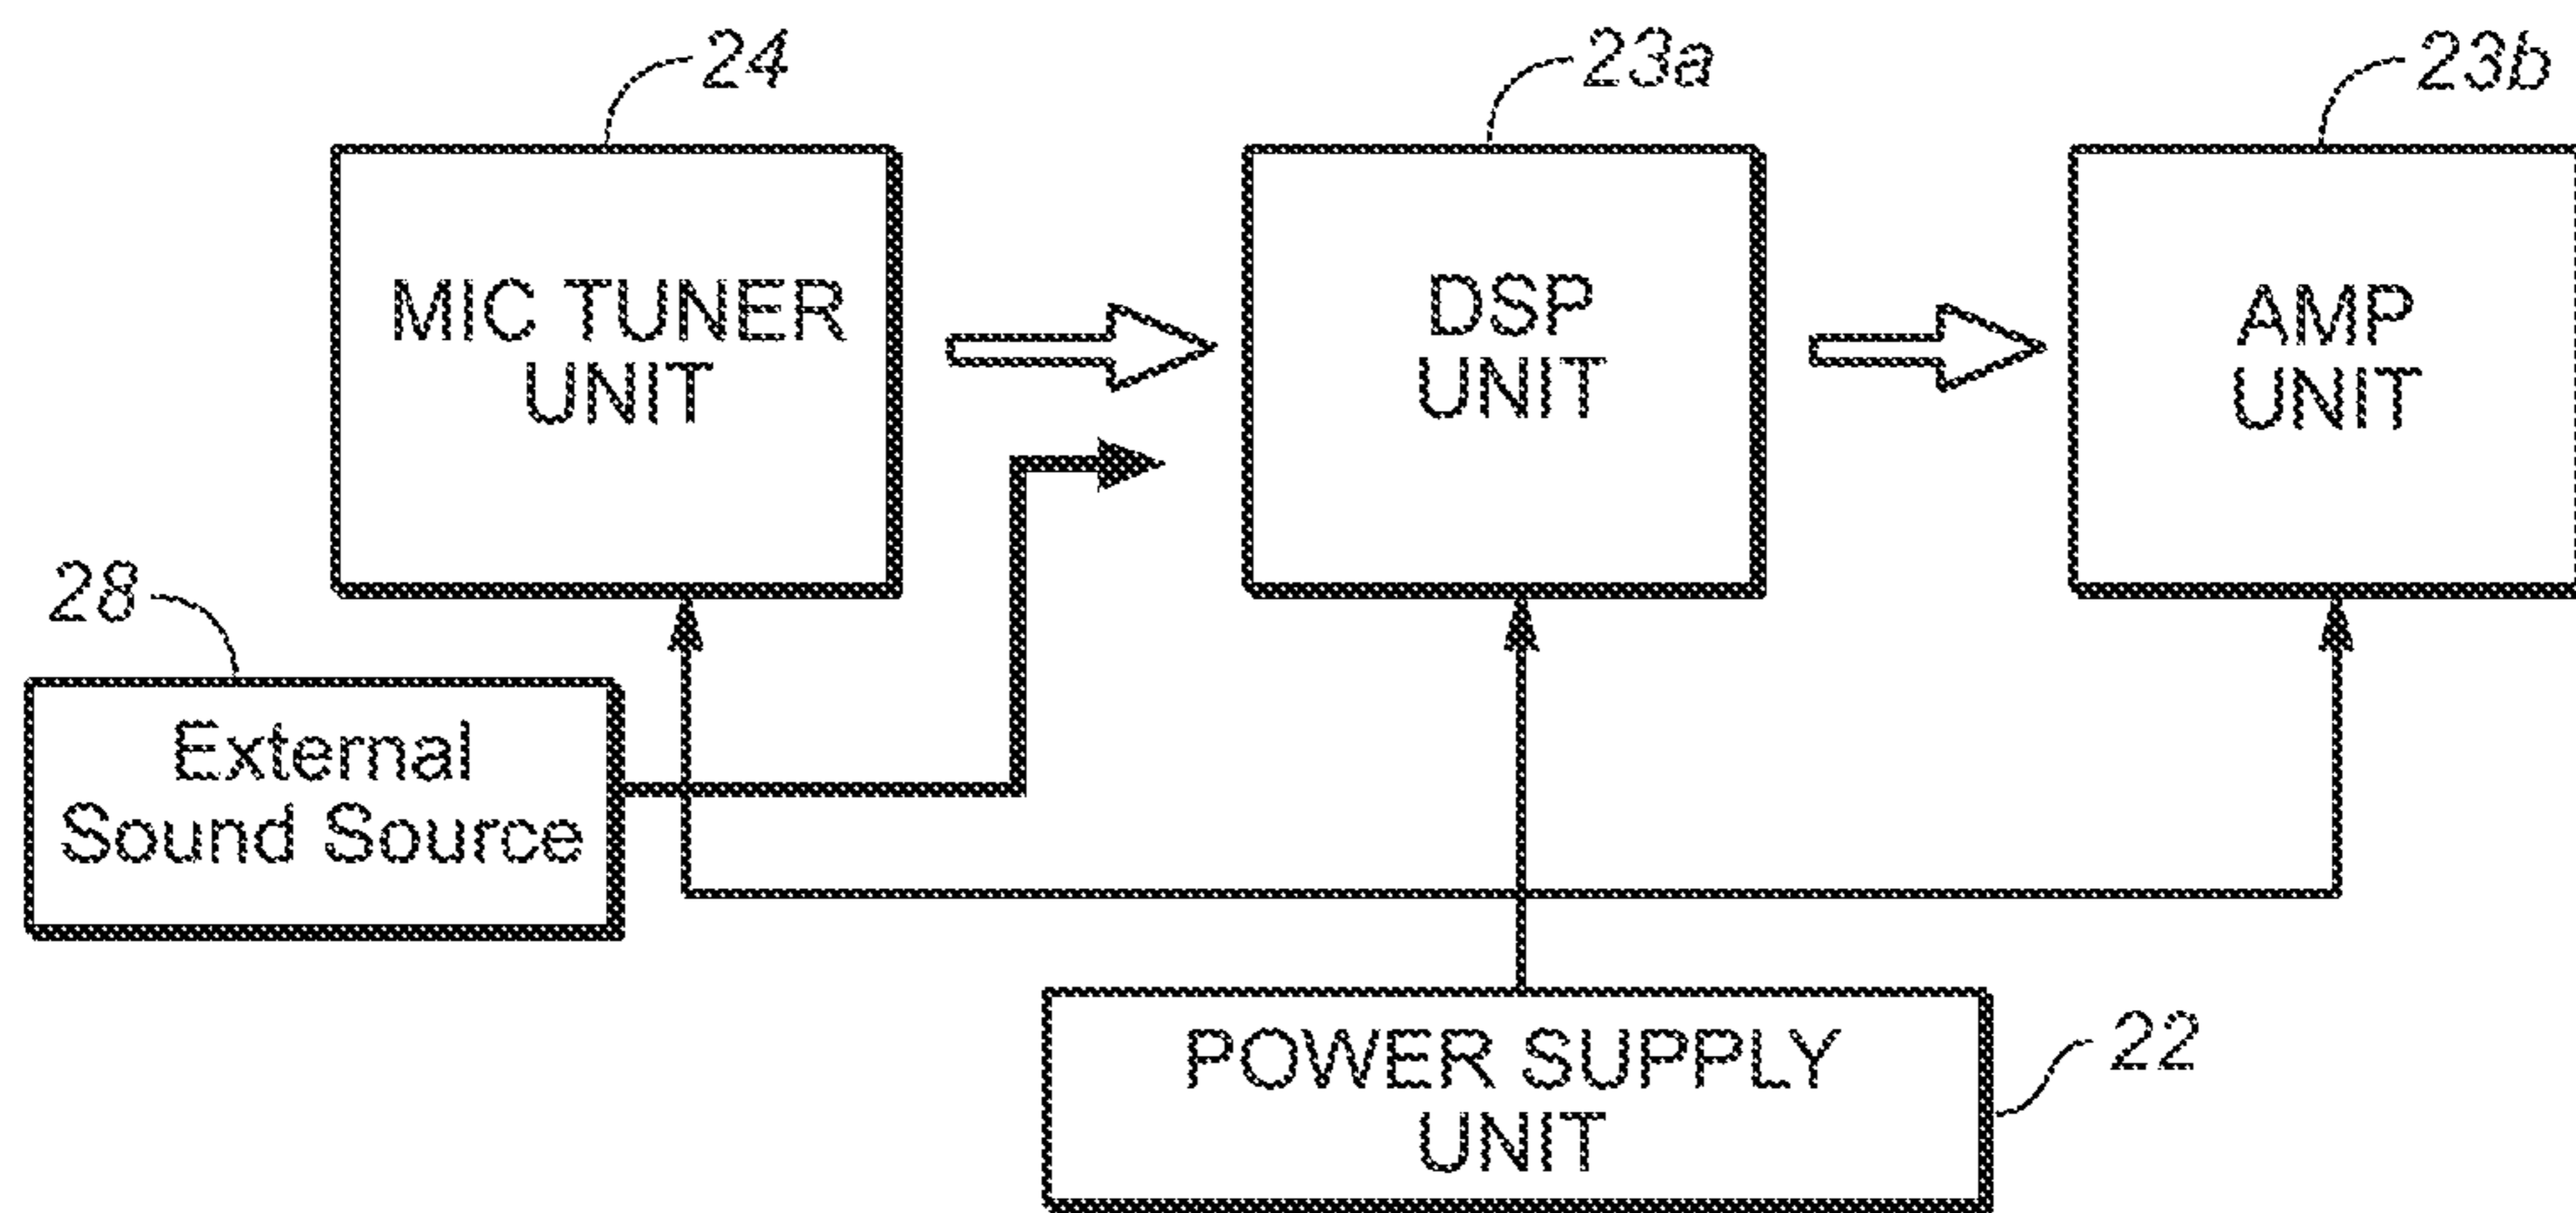 24
23a
23b
MIC TUNER
UNIT
DSP
UNIT
AMP
UNIT
28
External
Sound Source
POWER SUPPLY
UNIT
22